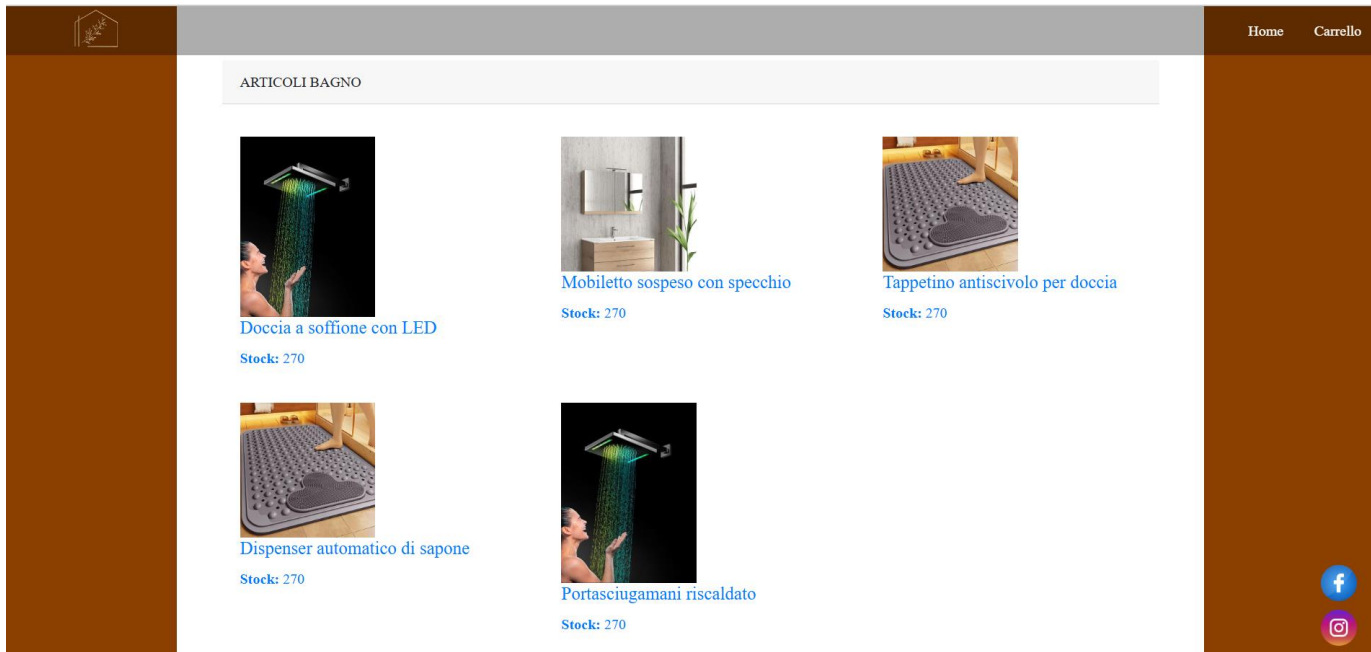 Home Carrello
ARTICOLI BAGNO
Doccia a soffione con LED
Stock: 270
Mobiletto sospeso con specchio
Stock: 270
Tappetino antiscivolo per doccia
Stock: 270
Dispenser automatico di sapone
Stock: 270
Portasciugamani riscaldato
Stock: 270